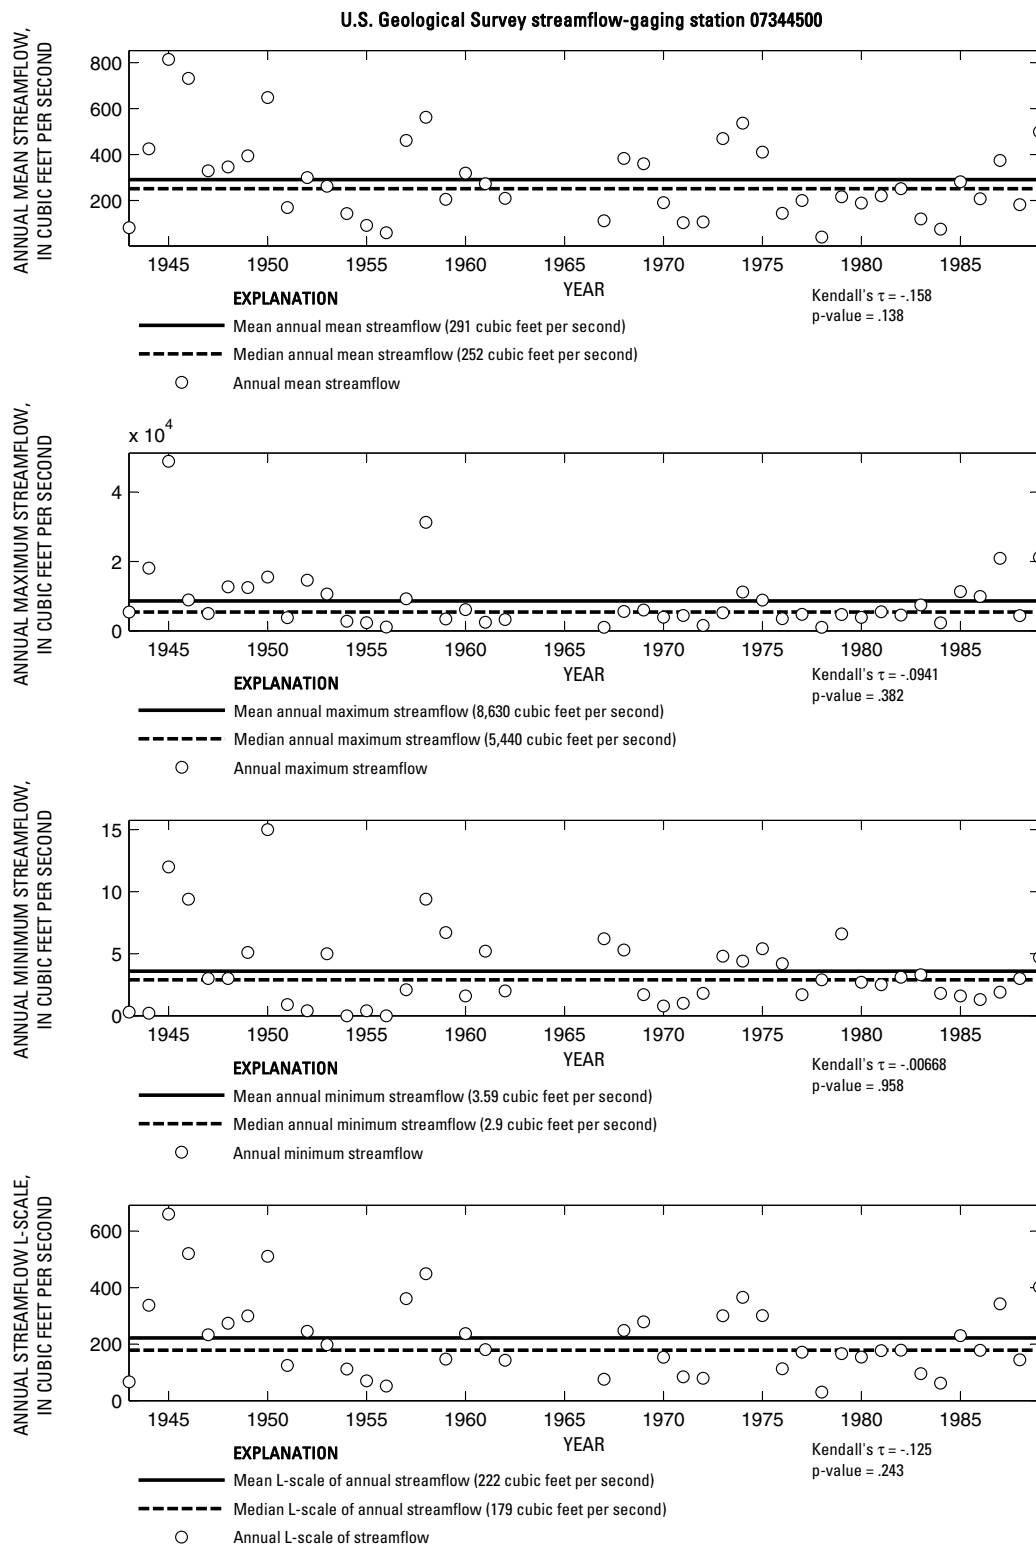 U.S. Geological Survey streamflow-gaging station 07344500
ANNUAL MEAN STREAMFLOW,
IN CUBIC FEET PER SECOND
800
600
400
200
1945 1950 1955 1960 1965 1970 1975 1980 1985
YEAR
EXPLANATION
Mean annual mean streamflow (291 cubic feet per second)
Median annual mean streamflow (252 cubic feet per second)
Annual mean streamflow
Kendall's τ = -.158
p-value = .138
ANNUAL MAXIMUM STREAMFLOW,
IN CUBIC FEET PER SECOND
x 10^4
4
2
0
1945 1950 1955 1960 1965 1970 1975 1980 1985
YEAR
EXPLANATION
Mean annual maximum streamflow (8,630 cubic feet per second)
Median annual maximum streamflow (5,440 cubic feet per second)
Annual maximum streamflow
Kendall's τ = -.0941
p-value = .382
ANNUAL MINIMUM STREAMFLOW,
IN CUBIC FEET PER SECOND
15
10
5
0
1945 1950 1955 1960 1965 1970 1975 1980 1985
YEAR
EXPLANATION
Mean annual minimum streamflow (3.59 cubic feet per second)
Median annual minimum streamflow (2.9 cubic feet per second)
Annual minimum streamflow
Kendall's τ = -.00668
p-value = .958
ANNUAL STREAMFLOW L-SCALE,
IN CUBIC FEET PER SECOND
600
400
200
0
1945 1950 1955 1960 1965 1970 1975 1980 1985
YEAR
EXPLANATION
Mean L-scale of annual streamflow (222 cubic feet per second)
Median L-scale of annual streamflow (179 cubic feet per second)
Annual L-scale of streamflow
Kendall's τ = -.125
p-value = .243